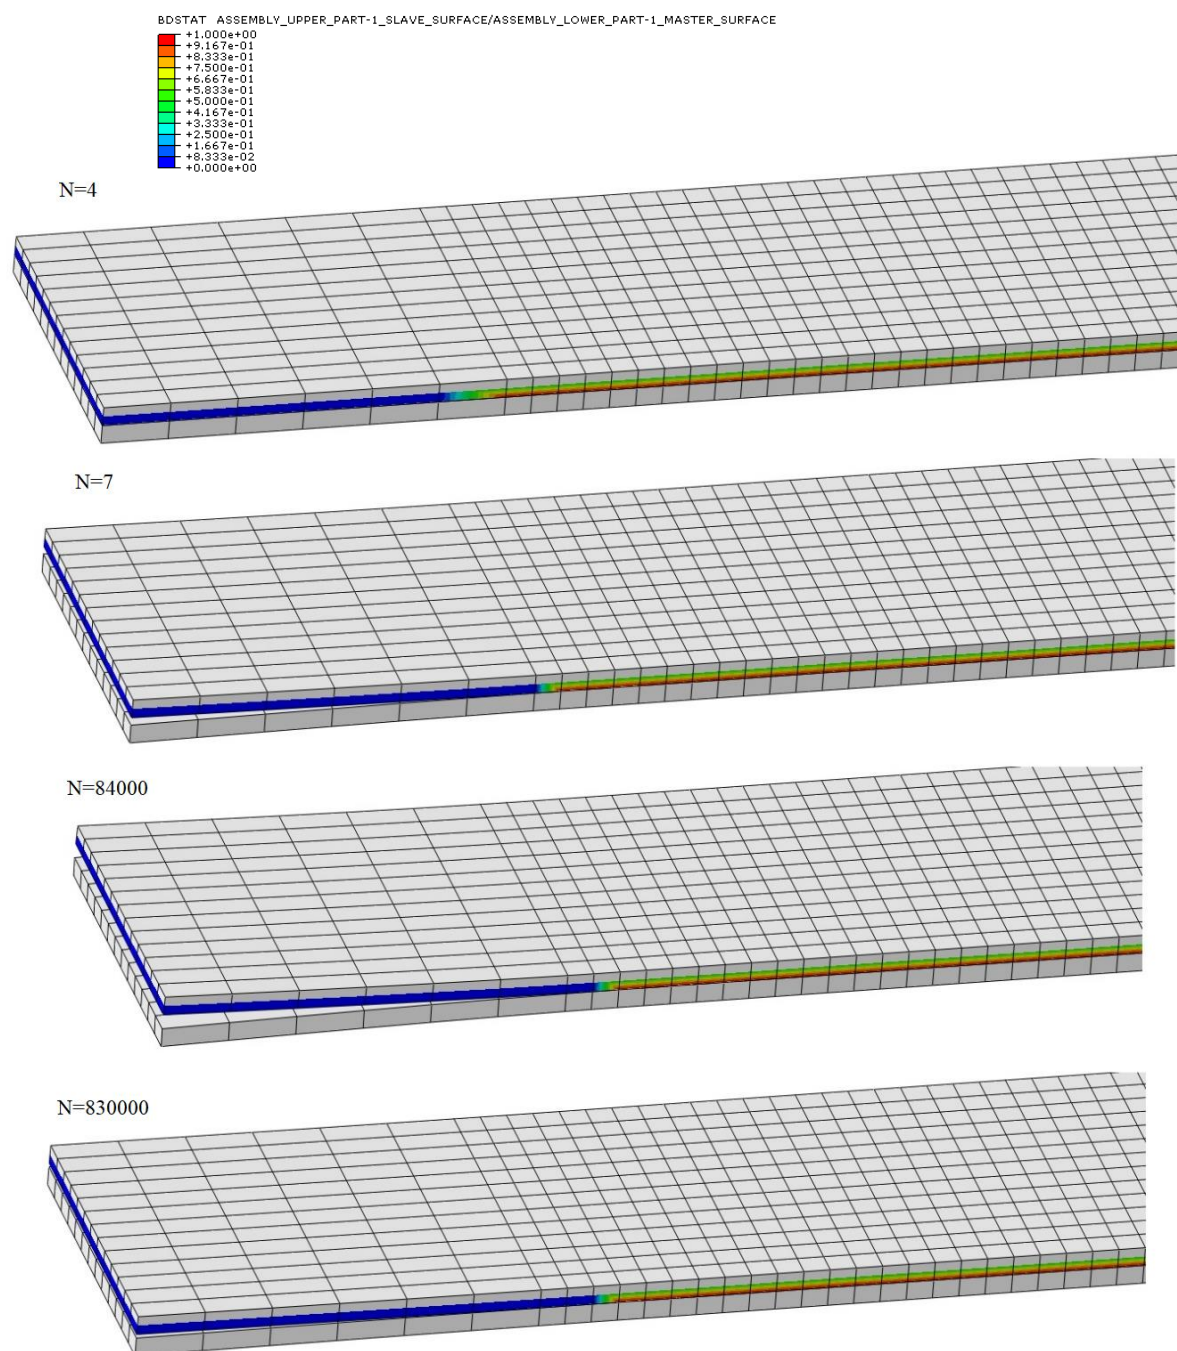 BDSTAT ASSEMBLY_UPPER_PART-1_SLAVE_SURFACE/ASSEMBLY_LOWER_PART-1_MASTER_SURFACE
+1.000e+00
+9.167e-01
+8.333e-01
+7.500e-01
+6.667e-01
+5.833e-01
+5.000e-01
+4.167e-01
+3.333e-01
+2.500e-01
+1.667e-01
+8.333e-02
+0.000e+00
N=4
N=7
N=84000
N=830000